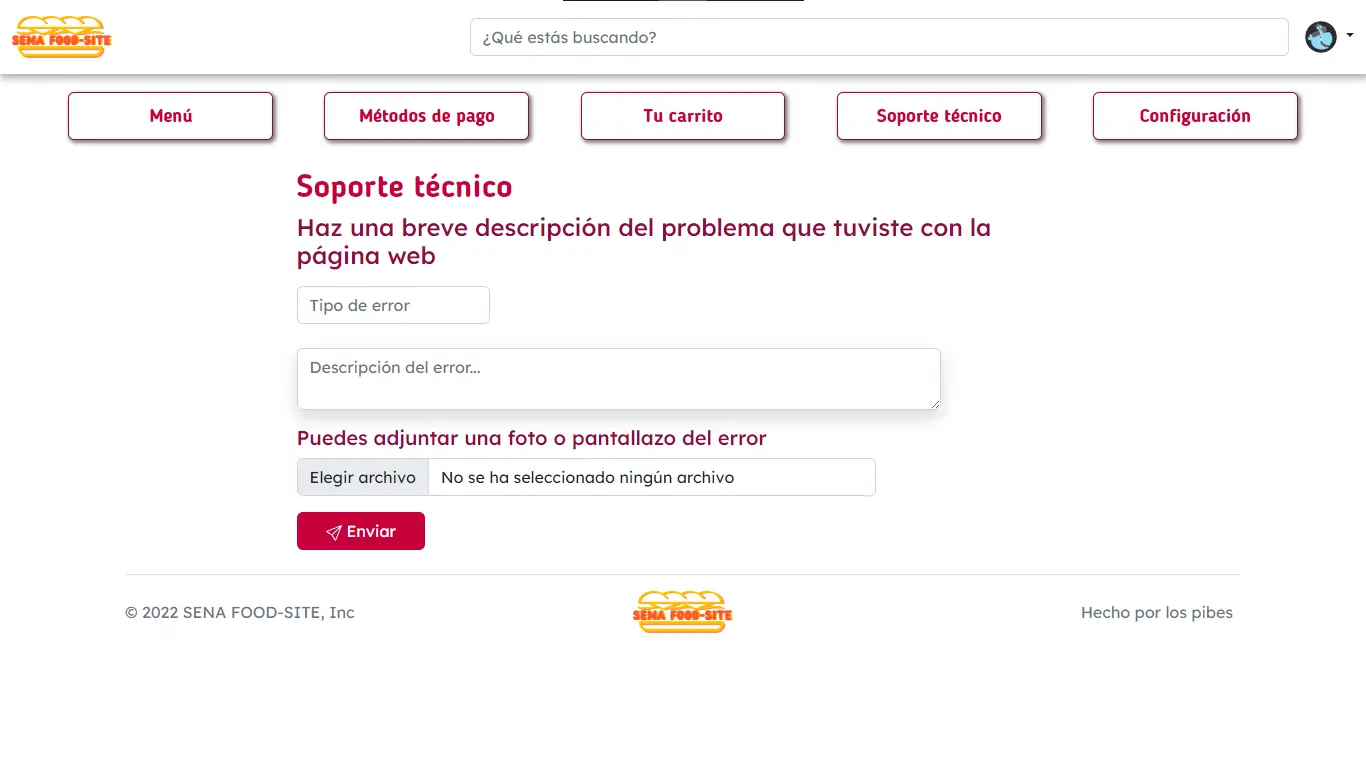 SENA FOOD-SITE
¿Qué estás buscando?
Menú
Métodos de pago
Tu carrito
Soporte técnico
Configuración
Soporte técnico
Haz una breve descripción del problema que tuviste con la
página web
Tipo de error
Descripción del error...
Puedes adjuntar una foto o pantallazo del error
Elegir archivo
No se ha seleccionado ningún archivo
Enviar
© 2022 SENA FOOD-SITE, Inc
SENA FOOD-SITE
Hecho por los pibes